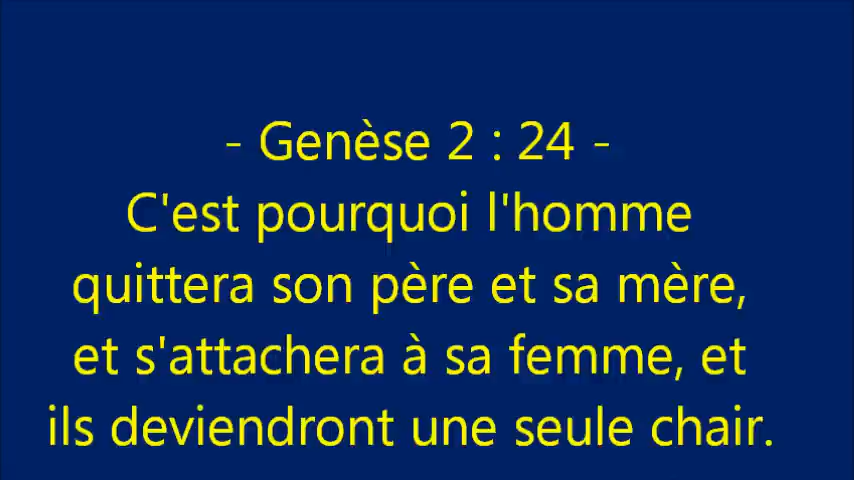 - Genèse 2 : 24 -
C'est pourquoi l'homme
quittera son père et sa mère,
et s'attachera à sa femme, et
ils deviendront une seule chair.